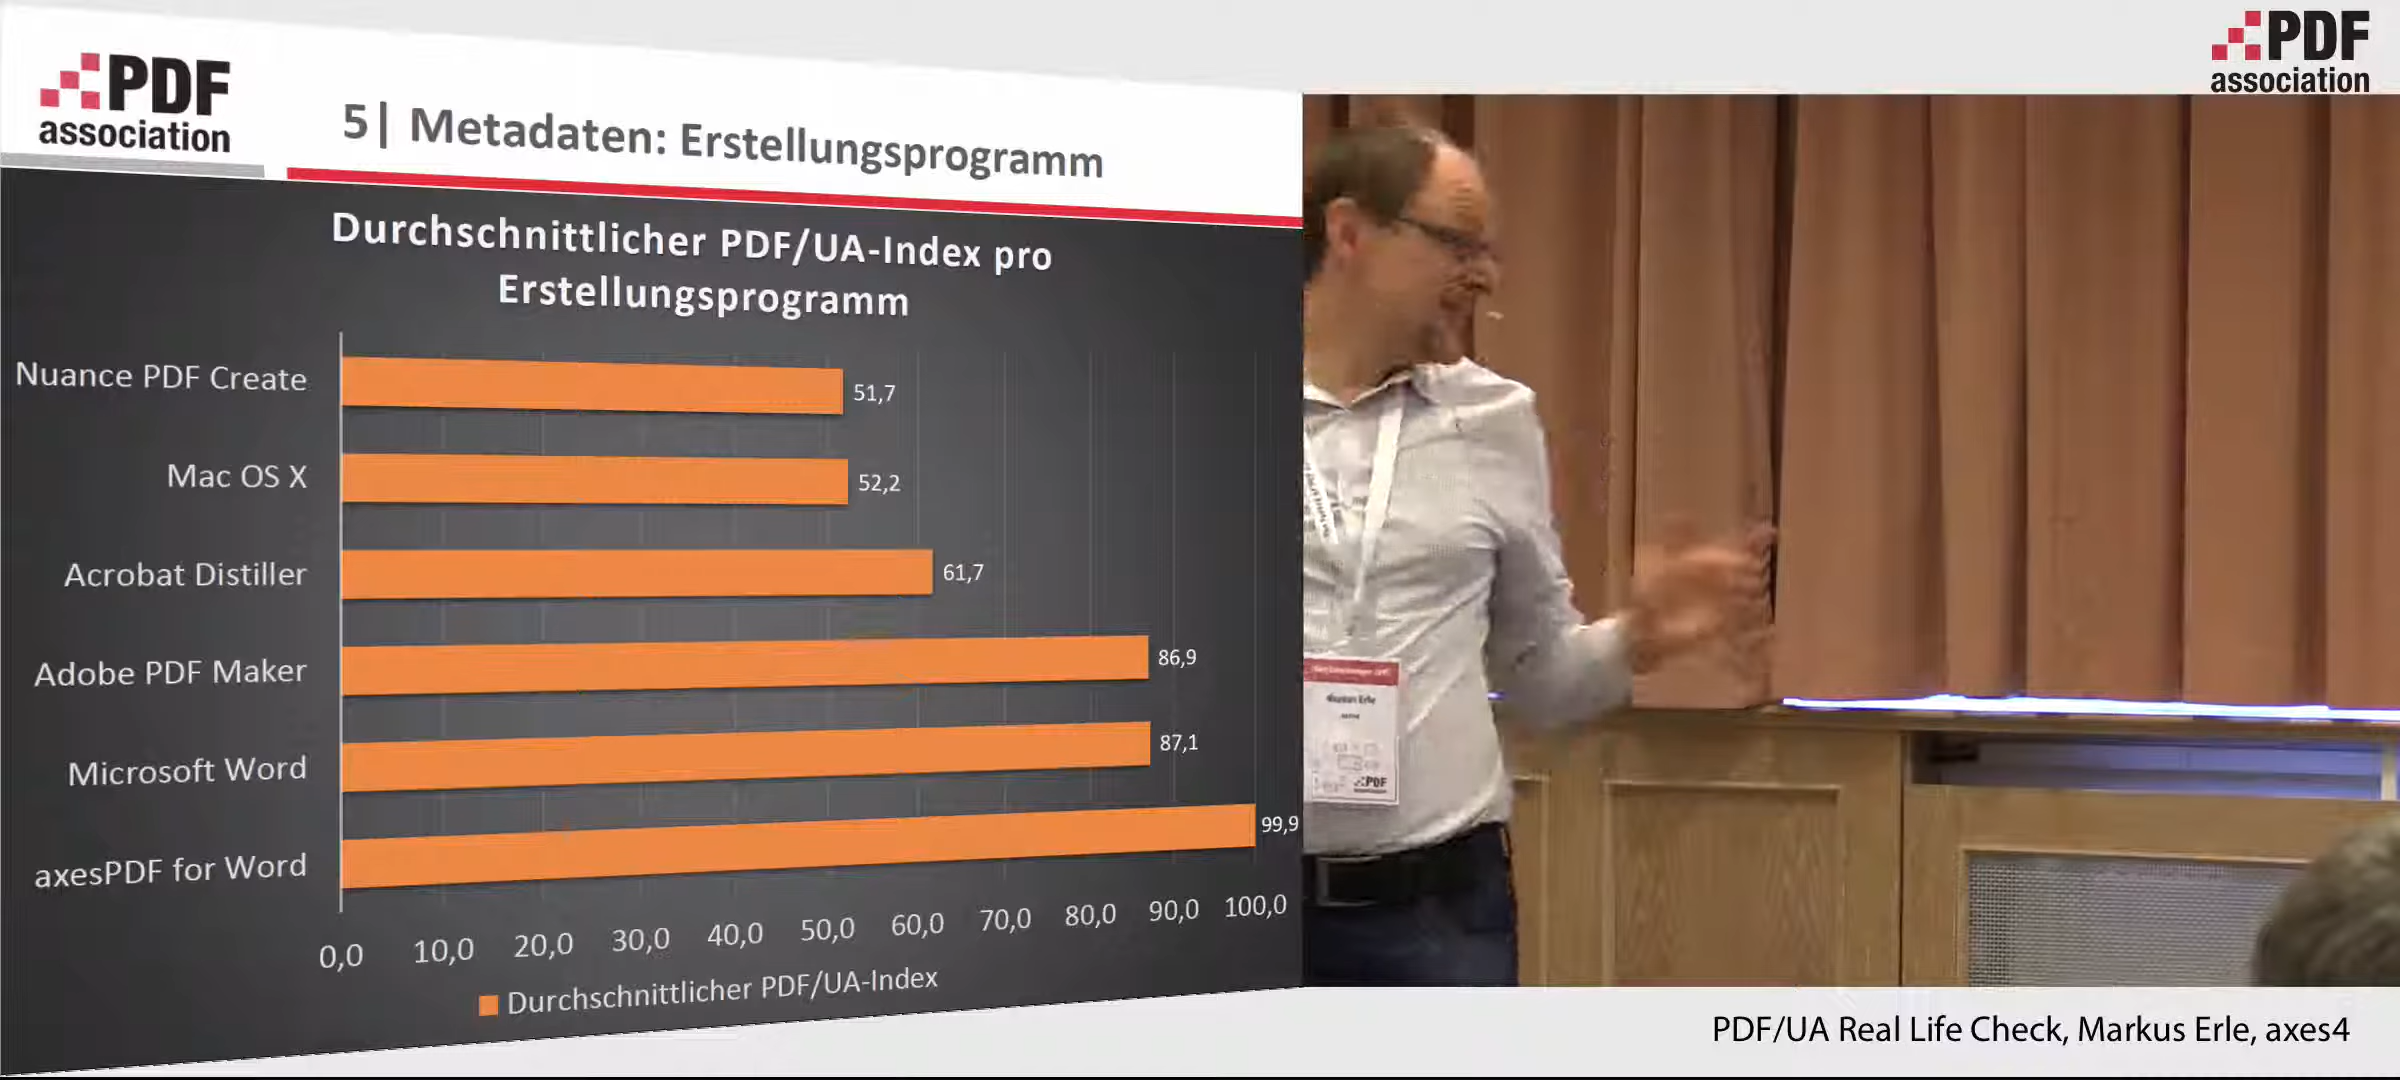 PDF
association
5| Metadaten: Erstellungsprogramm
Durchschnittlicher PDF/UA-Index pro
Erstellungsprogramm
Nuance PDF Create
51,7
Mac OS X
52,2
Acrobat Distiller
61,7
Adobe PDF Maker
86,9
Microsoft Word
87,1
axesPDF for Word
99,9
0,0 10,0 20,0 30,0 40,0 50,0 60,0 70,0 80,0 90,0 100,0
Durchschnittlicher PDF/UA-Index
PDF
association
Markus Erle
PDF
PDF/UA Real Life Check, Markus Erle, axes4